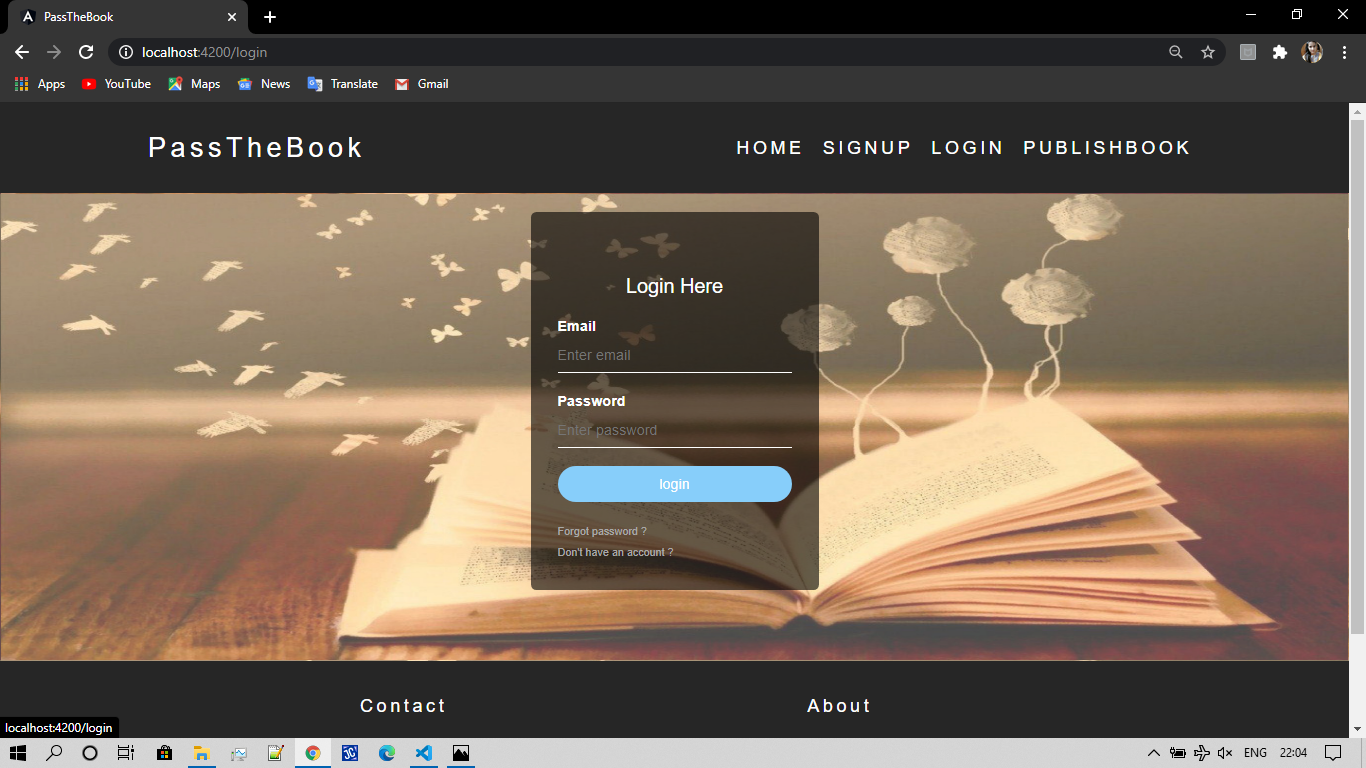 PassTheBook
localhost:4200/login
Apps YouTube Maps News Translate Gmail
PassTheBook HOME SIGNUP LOGIN PUBLISHBOOK
Login Here
Email
Enter email
Password
Enter password
login
Forgot password ?
Don't have an account ?
Contact About
localhost:4200/login
ENG 22:04